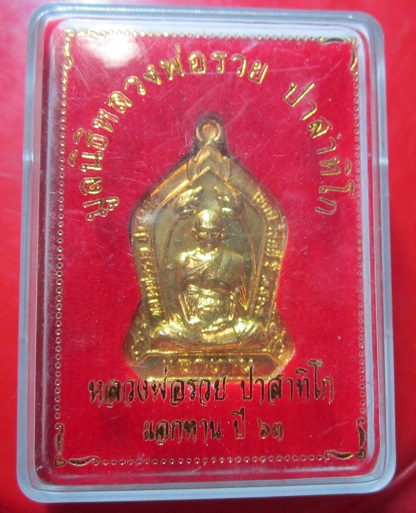 มูลนิธิหลวงพ่อรวย ปาสาทิโก
หลวงพ่อรวย ปาสาทิโก
แจกทาน ปี ๖๓